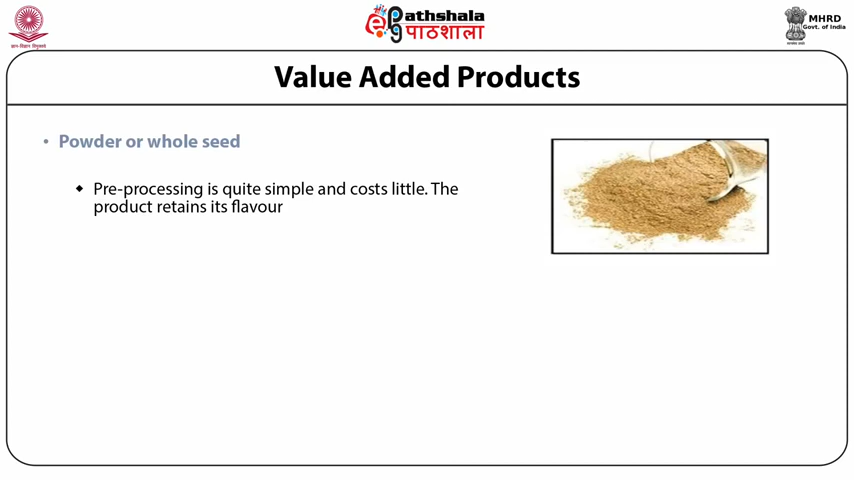 ePathshala
पाठशाला
MHRD
Govt. of India
Value Added Products
• Powder or whole seed
◆ Pre-processing is quite simple and costs little. The
product retains its flavour